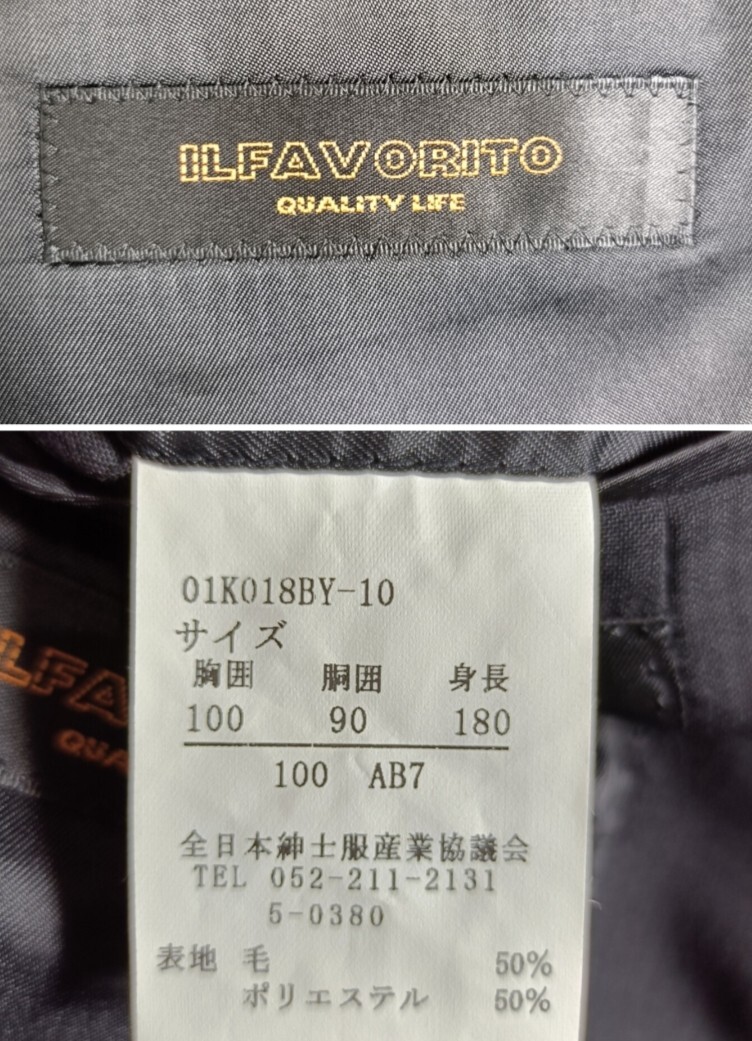 ILFAVORITO
QUALITY LIFE
01K018BY-10
サイズ
胸囲 胴囲 身長
100 90 180
100 AB7
全日本紳士服産業協議会
TEL 052-211-2131
5-0380
表地 毛 50%
ポリエステル 50%
LFA
QUA